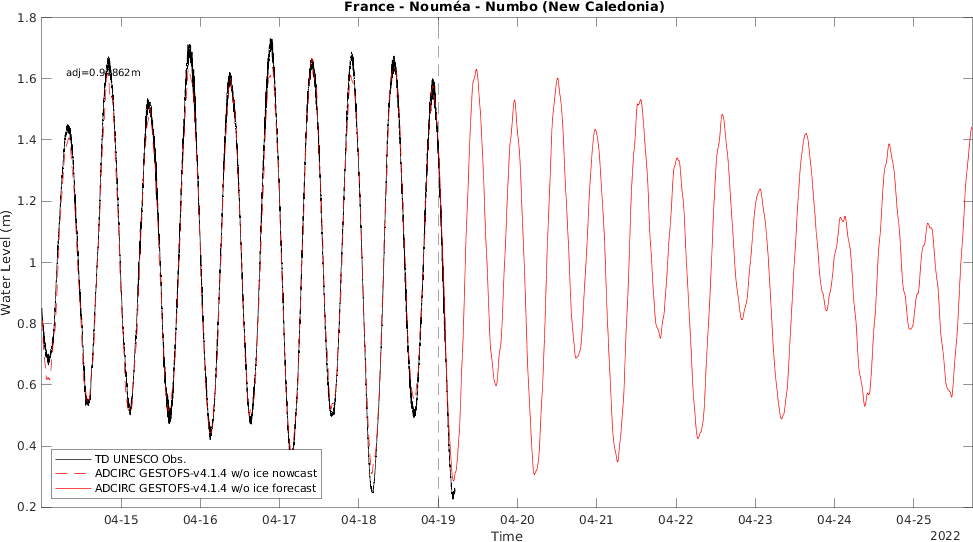 France - Nouméa - Numbo (New Caledonia)
1.8
1.6
1.4
1.2
1
0.8
0.6
0.4
0.2
Water Level (m)
adj=0.92862m
TD UNESCO Obs.
ADCIRC GESTOFS-v4.1.4 w/o ice nowcast
ADCIRC GESTOFS-v4.1.4 w/o ice forecast
04-15 04-16 04-17 04-18 04-19 04-20 04-21 04-22 04-23 04-24 04-25
Time
2022